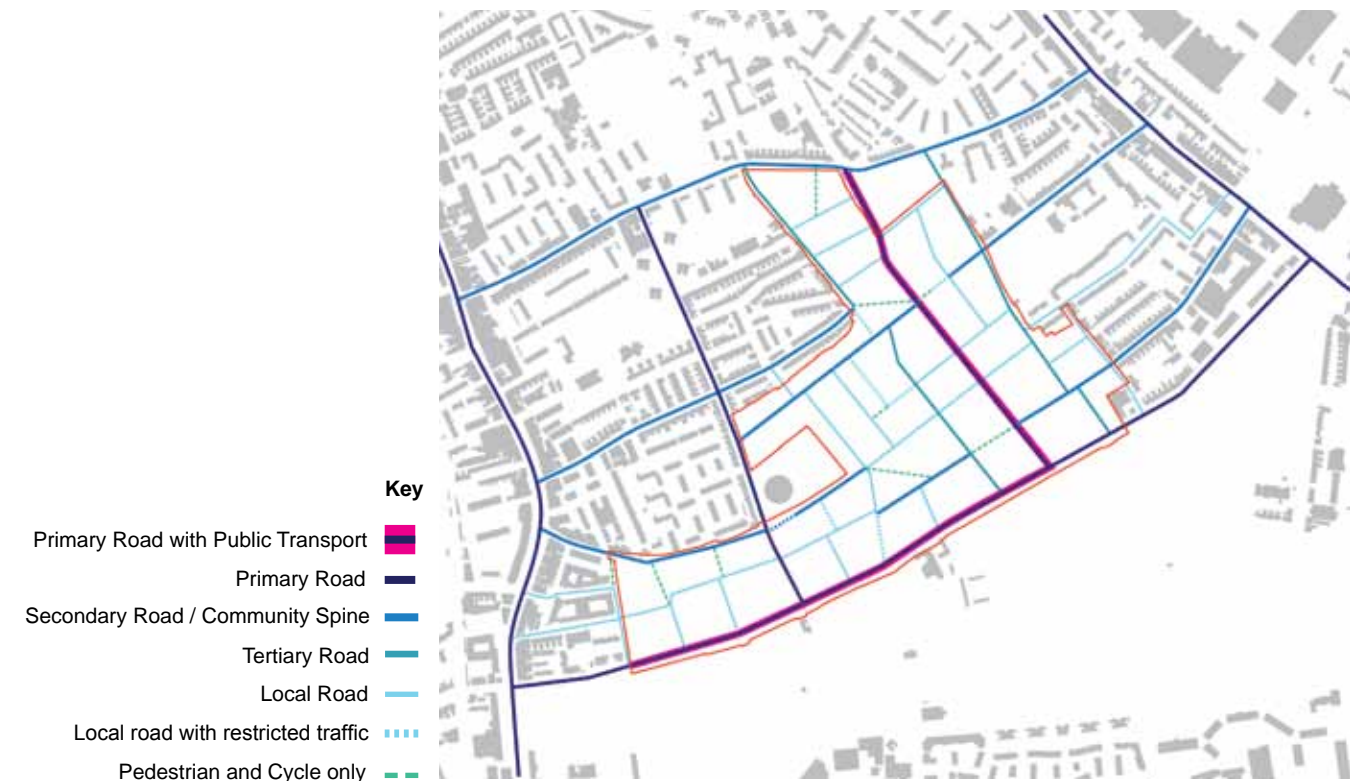 Key
Primary Road with Public Transport
Primary Road
Secondary Road / Community Spine
Tertiary Road
Local Road
Local road with restricted traffic
Pedestrian and Cycle only